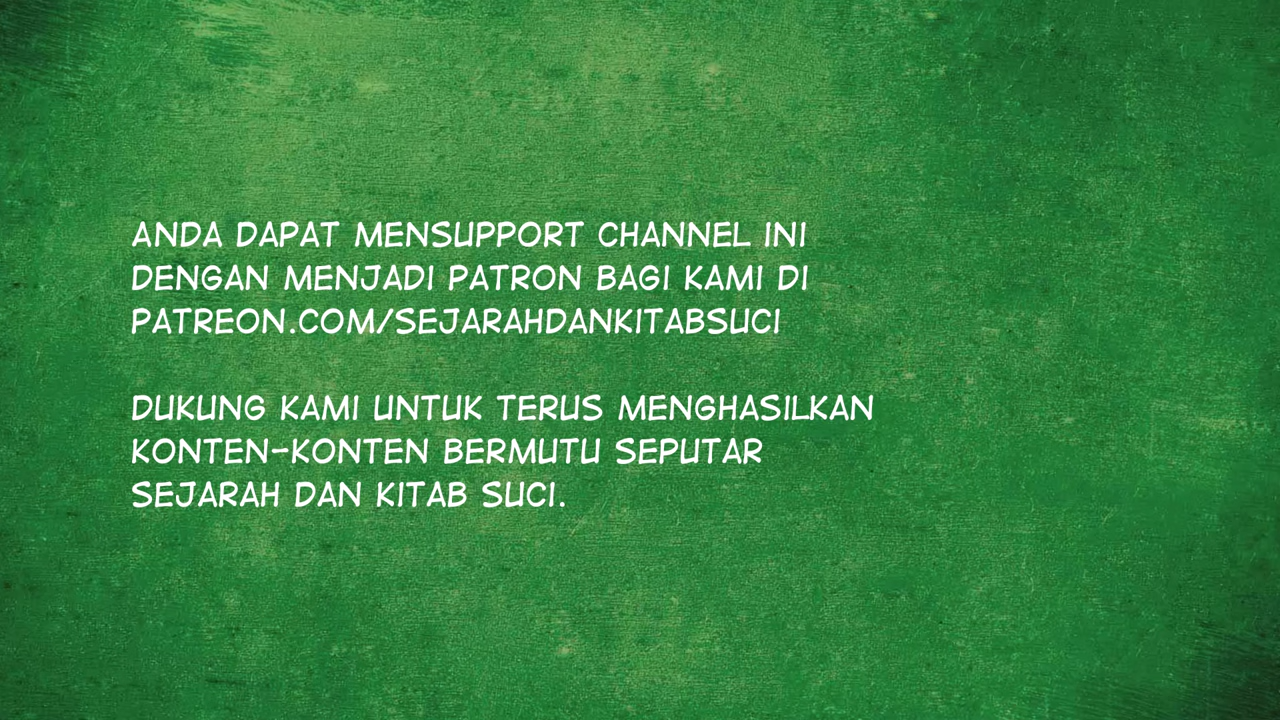 ANDA DAPAT MENSUPPORT CHANNEL INI
DENGAN MENJADI PATRON BAGI KAMI DI
PATREON.COM/SEJARAHDANKITABSUCI
DUKUNG KAMI UNTUK TERUS MENGHASILKAN
KONTEN-KONTEN BERMUTU SEPUTAR
SEJARAH DAN KITAB SUCI.